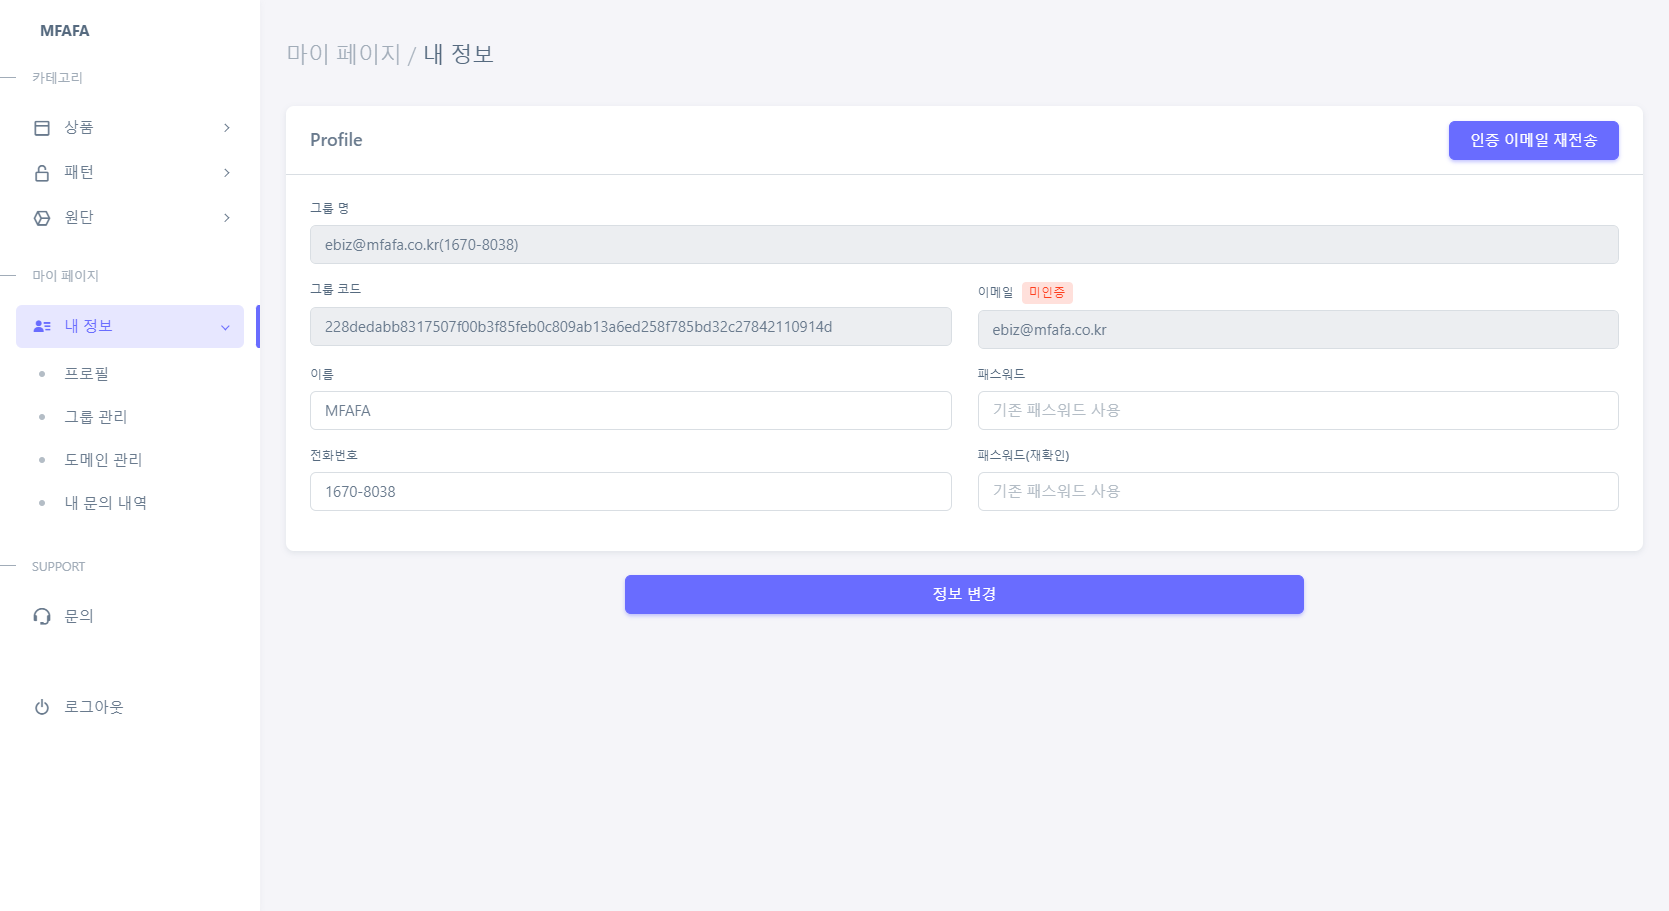 MFAFA
카테고리
상품
패턴
원단
마이 페이지
내 정보
프로필
그룹 관리
도메인 관리
내 문의 내역
SUPPORT
문의
로그아웃
마이 페이지 / 내 정보
Profile
인증 이메일 재전송
그룹 명
ebiz@mfafa.co.kr(1670-8038)
그룹 코드
228dedabb8317507f00b3f85feb0c809ab13a6ed258f785bd32c27842110914d
이메일 미인증
ebiz@mfafa.co.kr
이름
MFAFA
패스워드
기존 패스워드 사용
전화번호
1670-8038
패스워드(재확인)
기존 패스워드 사용
정보 변경